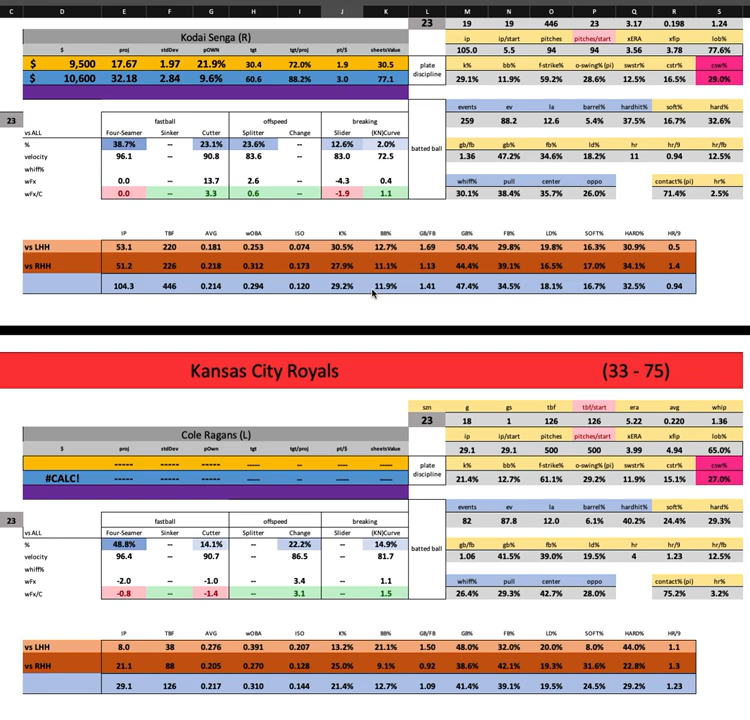 C D E F G H I J K L M N O P Q R S
23 19 19 446 23 3.17 0.198 1.24
Kodai Senga (R) ip ip/start pitches pitches/start xERA xfip lob%
$ proj stdDev pOWN tgt tgt/proj pt/$ sheetsValue 105.0 5.5 94 94 3.56 3.78 77.6%
$ 9,500 17.67 1.97 21.9% 30.4 72.0% 1.9 30.5 plate discipline k% bb% f-strike% o-swing% (pi) swstr% cstr% csw%
$ 10,600 32.18 2.84 9.6% 60.6 88.2% 3.0 77.1 29.1% 11.9% 59.2% 28.6% 12.5% 16.5% 29.0%
events ev la barrel% hardhit% soft% hard%
23 fastball offspeed breaking 259 88.2 12.6 5.4% 37.5% 16.7% 32.6%
vs ALL Four-Seamer Sinker Cutter Splitter Change Slider (KN)Curve
% 38.7% -- 23.1% 23.6% -- 12.6% 2.0% batted ball gb/fb gb% fb% ld% hr hr/9 hr/fb
velocity 96.1 -- 90.8 83.6 -- 83.0 72.5 1.36 47.2% 34.6% 18.2% 11 0.94 12.5%
whiff%
wFx 0.0 -- 13.7 2.6 -- -4.3 0.4 whiff% pull center oppo contact% (pi) hr%
wFx/C 0.0 -- 3.3 0.6 -- -1.9 1.1 30.1% 38.4% 35.7% 26.0% 71.4% 2.5%
IP TBF AVG wOBA ISO K% BB% GB/FB GB% FB% LD% SOFT% HARD% HR/9
vs LHH 53.1 220 0.181 0.253 0.074 30.5% 12.7% 1.69 50.4% 29.8% 19.8% 16.3% 30.9% 0.5
vs RHH 51.2 226 0.218 0.312 0.173 27.9% 11.1% 1.13 44.4% 39.1% 16.5% 17.0% 34.1% 1.4
104.3 446 0.214 0.294 0.120 29.2% 11.9% 1.41 47.4% 34.5% 18.1% 16.7% 32.5% 0.94
Kansas City Royals (33 - 75)
szn g gs tbf tbf/start era avg whip
23 18 1 126 126 5.22 0.220 1.36
Cole Ragans (L) ip ip/start pitches pitches/start xERA xfip lob%
$ proj stdDev pOwn tgt tgt/proj pt/$ sheetsValue 29.1 29.1 500 500 3.99 4.94 65.0%
----- ----- ----- ---- -- ---- ---- plate discipline k% bb% f-strike% o-swing% (pi) swstr% cstr% csw%
#CALC! ----- ----- ----- ---- --- ---- ---- 21.4% 12.7% 61.1% 29.2% 11.9% 15.1% 27.0%
events ev la barrel% hardhit% soft% hard%
23 fastball offspeed breaking 82 87.8 12.0 6.1% 40.2% 24.4% 29.3%
vs ALL Four-Seamer Sinker Cutter Splitter Change Slider (KN)Curve
% 48.8% -- 14.1% -- 22.2% -- 14.9% batted ball gb/fb gb% fb% ld% hr hr/9 hr/fb
velocity 96.4 -- 90.7 -- 86.5 -- 81.7 1.06 41.5% 39.0% 19.5% 4 1.23 12.5%
whiff%
wFx -2.0 -- -1.0 -- 3.4 -- 1.1 whiff% pull center oppo contact% (pi) hr%
wFx/C -0.8 -- -1.4 -- 3.1 -- 1.5 26.4% 29.3% 42.7% 28.0% 75.2% 3.2%
IP TBF AVG wOBA ISO K% BB% GB/FB GB% FB% LD% SOFT% HARD% HR/9
vs LHH 8.0 38 0.276 0.391 0.207 13.2% 21.1% 1.50 48.0% 32.0% 20.0% 8.0% 44.0% 1.1
vs RHH 21.1 88 0.205 0.270 0.128 25.0% 9.1% 0.92 38.6% 42.1% 19.3% 31.6% 22.8% 1.3
29.1 126 0.217 0.310 0.144 21.4% 12.7% 1.09 41.4% 39.1% 19.5% 24.5% 29.2% 1.23